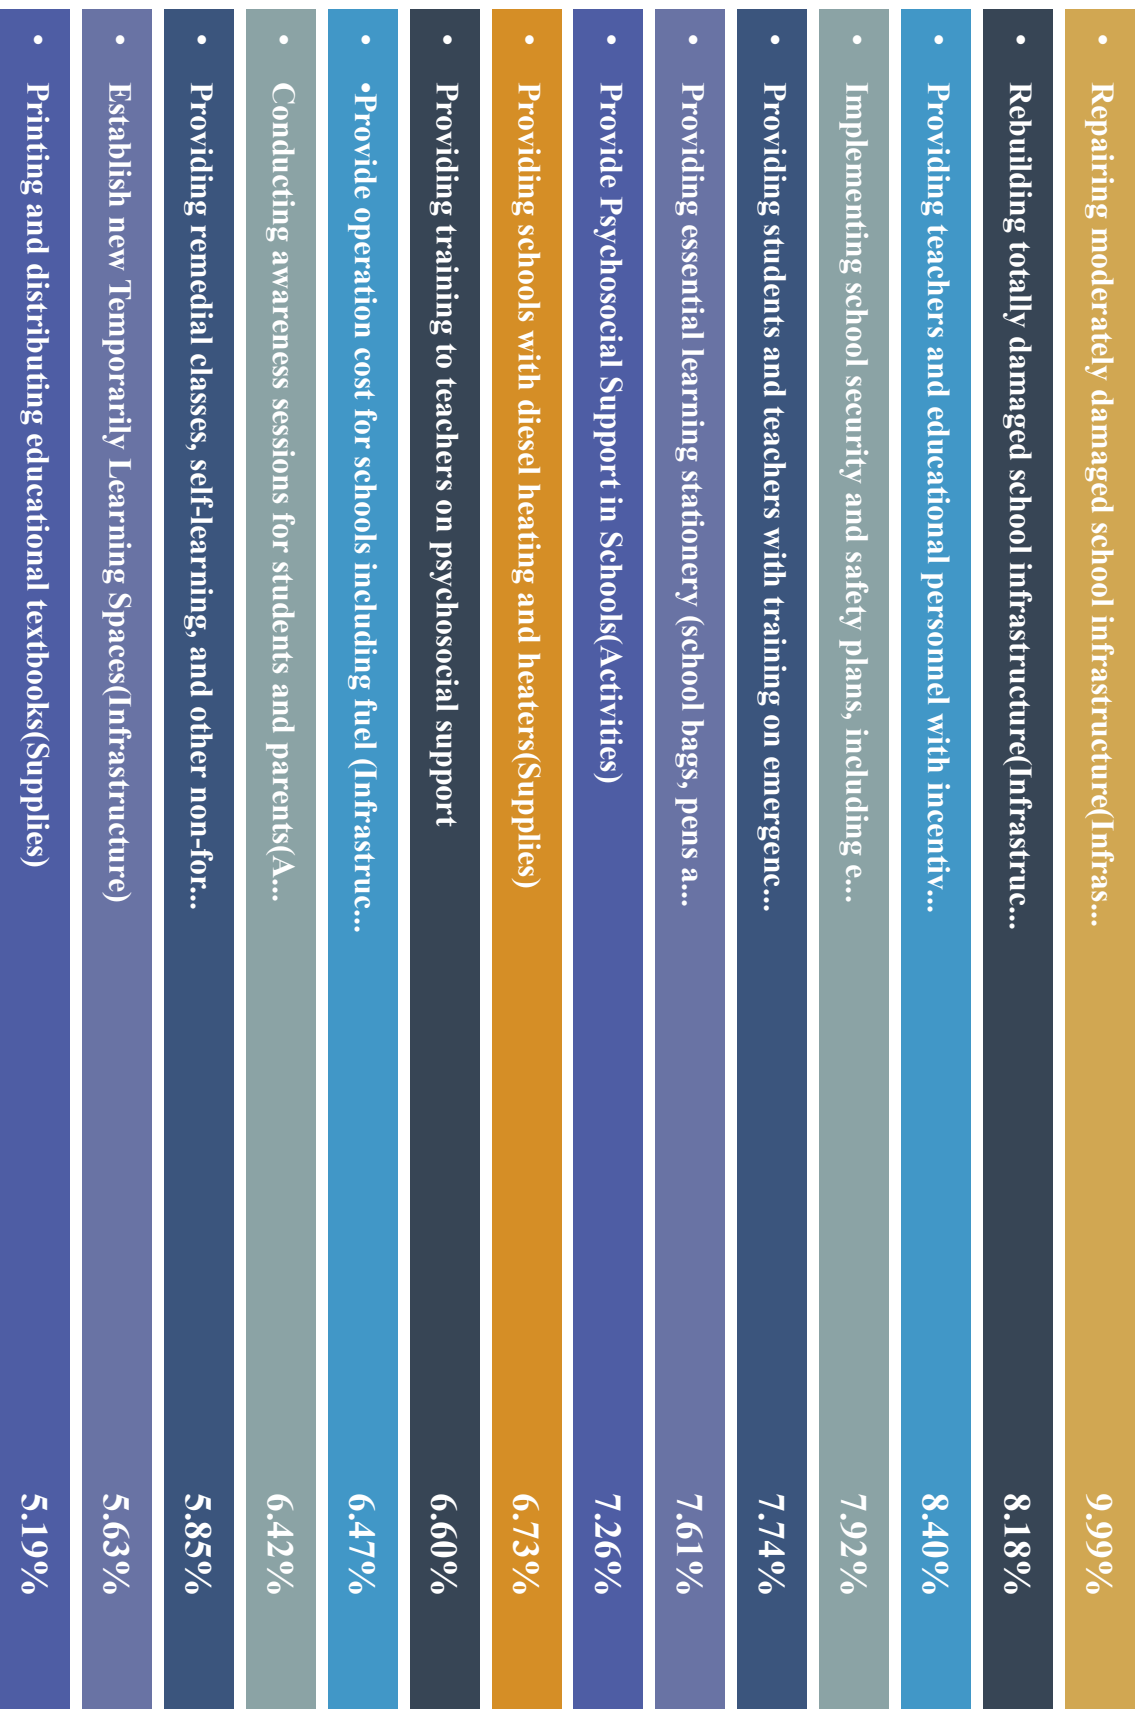 • Repairing moderately damaged school infrastructure(Infras... 9.99%
• Rebuilding totally damaged school infrastructure(Infrastruc... 8.18%
• Providing teachers and educational personnel with incentiv... 8.40%
• Implementing school security and safety plans, including e... 7.92%
• Providing students and teachers with training on emergenc... 7.74%
• Providing essential learning stationery (school bags, pens a... 7.61%
• Provide Psychosocial Support in Schools(Activities) 7.26%
• Providing schools with diesel heating and heaters(Supplies) 6.73%
• Providing training to teachers on psychosocial support 6.60%
• •Provide operation cost for schools including fuel (Infrastruc... 6.47%
• Conducting awareness sessions for students and parents(A... 6.42%
• Providing remedial classes, self-learning, and other non-for... 5.85%
• Establish new Temporarily Learning Spaces(Infrastructure) 5.63%
• Printing and distributing educational textbooks(Supplies) 5.19%